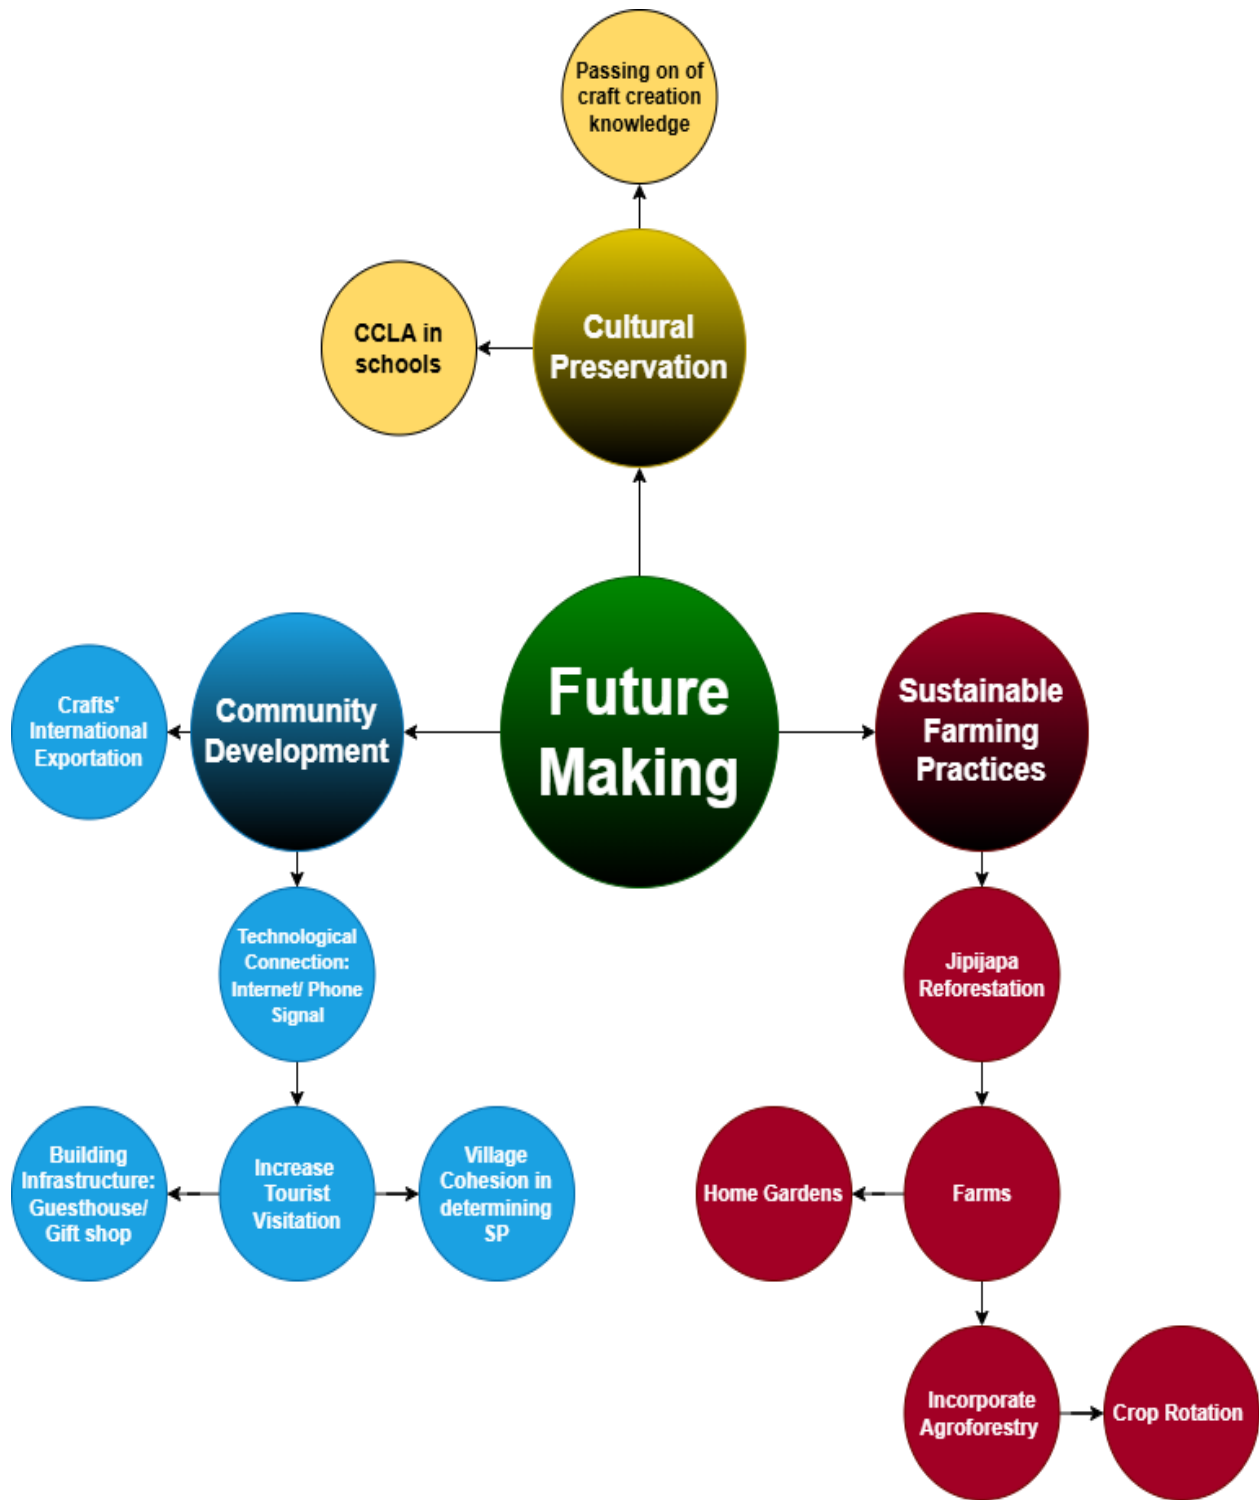 Passing on of
craft creation
knowledge
CCLA in
schools
Cultural
Preservation
Future
Making
Community
Development
Crafts'
International
Exportation
Sustainable
Farming
Practices
Technological
Connection:
Internet/ Phone
Signal
Jipijapa
Reforestation
Building
Infrastructure:
Guesthouse/
Gift shop
Increase
Tourist
Visitation
Village
Cohesion in
determining
SP
Home Gardens
Farms
Incorporate
Agroforestry
Crop Rotation